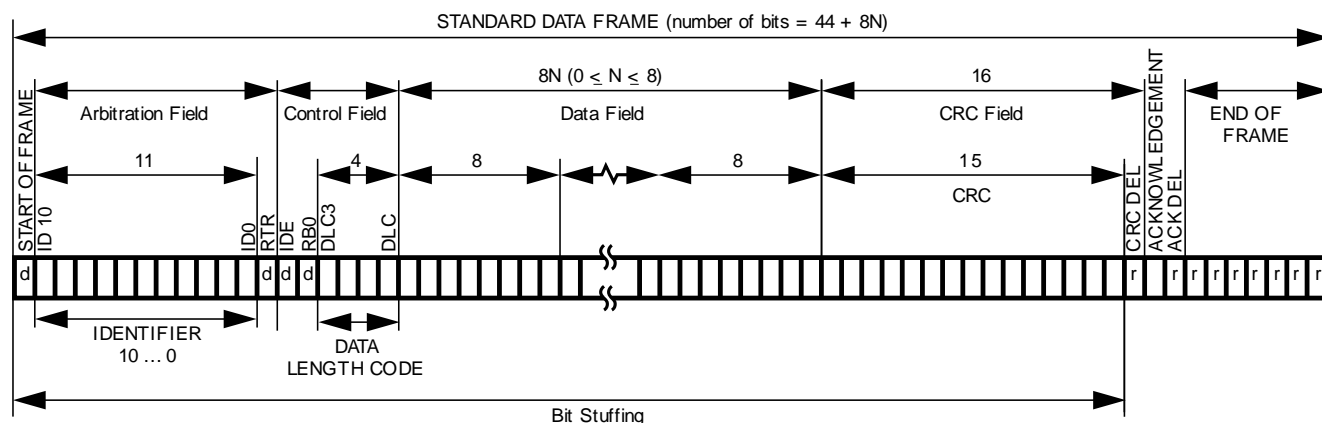 STANDARD DATA FRAME (number of bits = 44 + 8N)
8N (0 ≤ N ≤ 8)
16
Arbitration Field
Control Field
Data Field
CRC Field
END OF
FRAME
11
4
8
8
15
CRC
START OF FRAME
ID 10
ID0
RTR
IDE
RB0
DLC3
DLC
CRC DEL
ACKNOWLEDGEMENT
ACK DEL
d d d d r r r r r r r r r
IDENTIFIER
10 ... 0
DATA
LENGTH CODE
Bit Stuffing